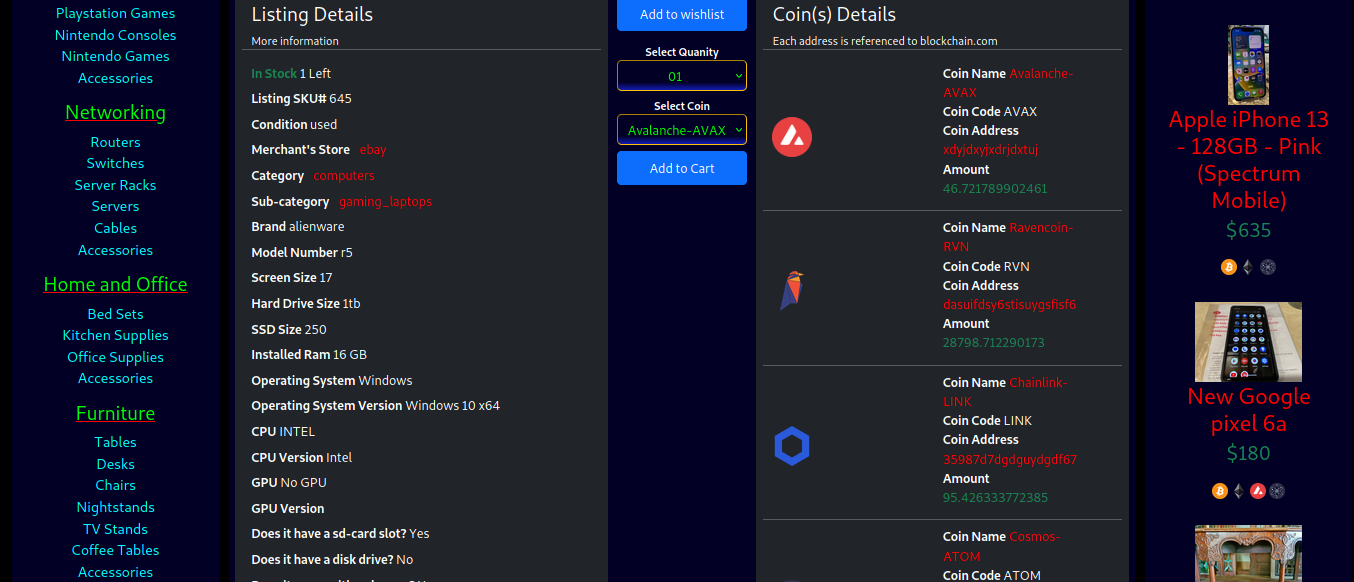 Playstation Games
Nintendo Consoles
Nintendo Games
Accessories
Networking
Routers
Switches
Server Racks
Servers
Cables
Accessories
Home and Office
Bed Sets
Kitchen Supplies
Office Supplies
Accessories
Furniture
Tables
Desks
Chairs
Nightstands
TV Stands
Coffee Tables
Accessories
Listing Details
More information
In Stock 1 Left
Listing SKU# 645
Condition used
Merchant's Store ebay
Category computers
Sub-category gaming_laptops
Brand alienware
Model Number r5
Screen Size 17
Hard Drive Size 1tb
SSD Size 250
Installed Ram 16 GB
Operating System Windows
Operating System Version Windows 10 x64
CPU INTEL
CPU Version Intel
GPU No GPU
GPU Version
Does it have a sd-card slot? Yes
Does it have a disk drive? No
Add to wishlist
Select Quanity
01
Select Coin
Avalanche-AVAX
Add to Cart
Coin(s) Details
Each address is referenced to blockchain.com
Coin Name Avalanche-
AVAX
Coin Code AVAX
Coin Address
xdyjdxyjxdrjdxtuj
Amount
46.721789902461
Coin Name Ravencoin-
RVN
Coin Code RVN
Coin Address
dasuifdsy6stisuygsfisf6
Amount
28798.712290173
Coin Name Chainlink-
LINK
Coin Code LINK
Coin Address
35987d7dgdguydgdf67
Amount
95.426333772385
Coin Name Cosmos-
ATOM
Coin Code ATOM
Apple iPhone 13
- 128GB - Pink
(Spectrum
Mobile)
$635
New Google
pixel 6a
$180